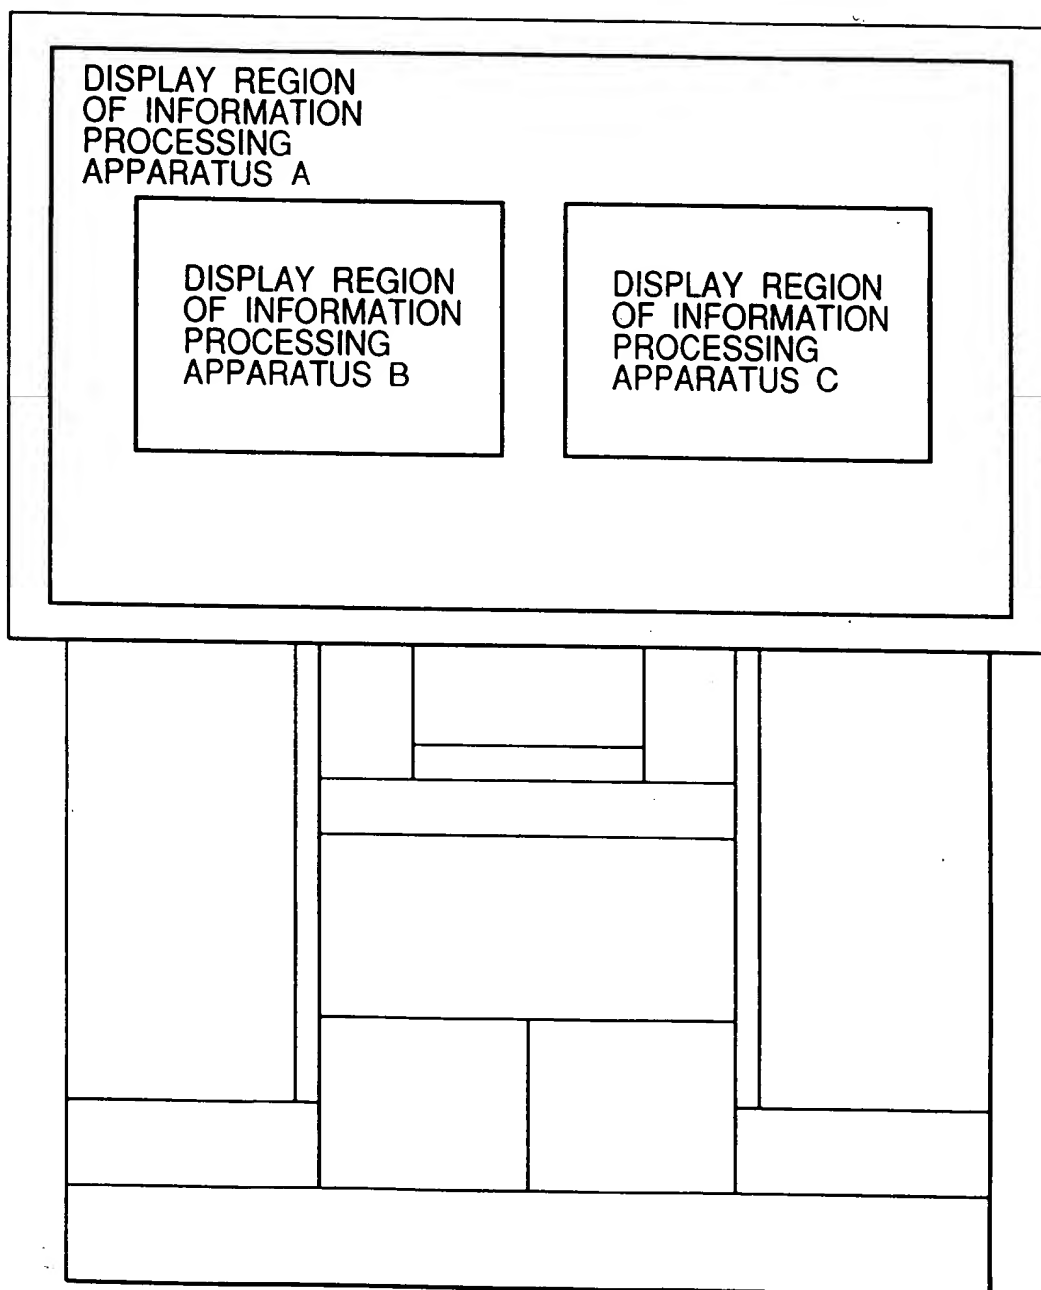 DISPLAY REGION
OF INFORMATION
PROCESSING
APPARATUS A
DISPLAY REGION
OF INFORMATION
PROCESSING
APPARATUS B
DISPLAY REGION
OF INFORMATION
PROCESSING
APPARATUS C